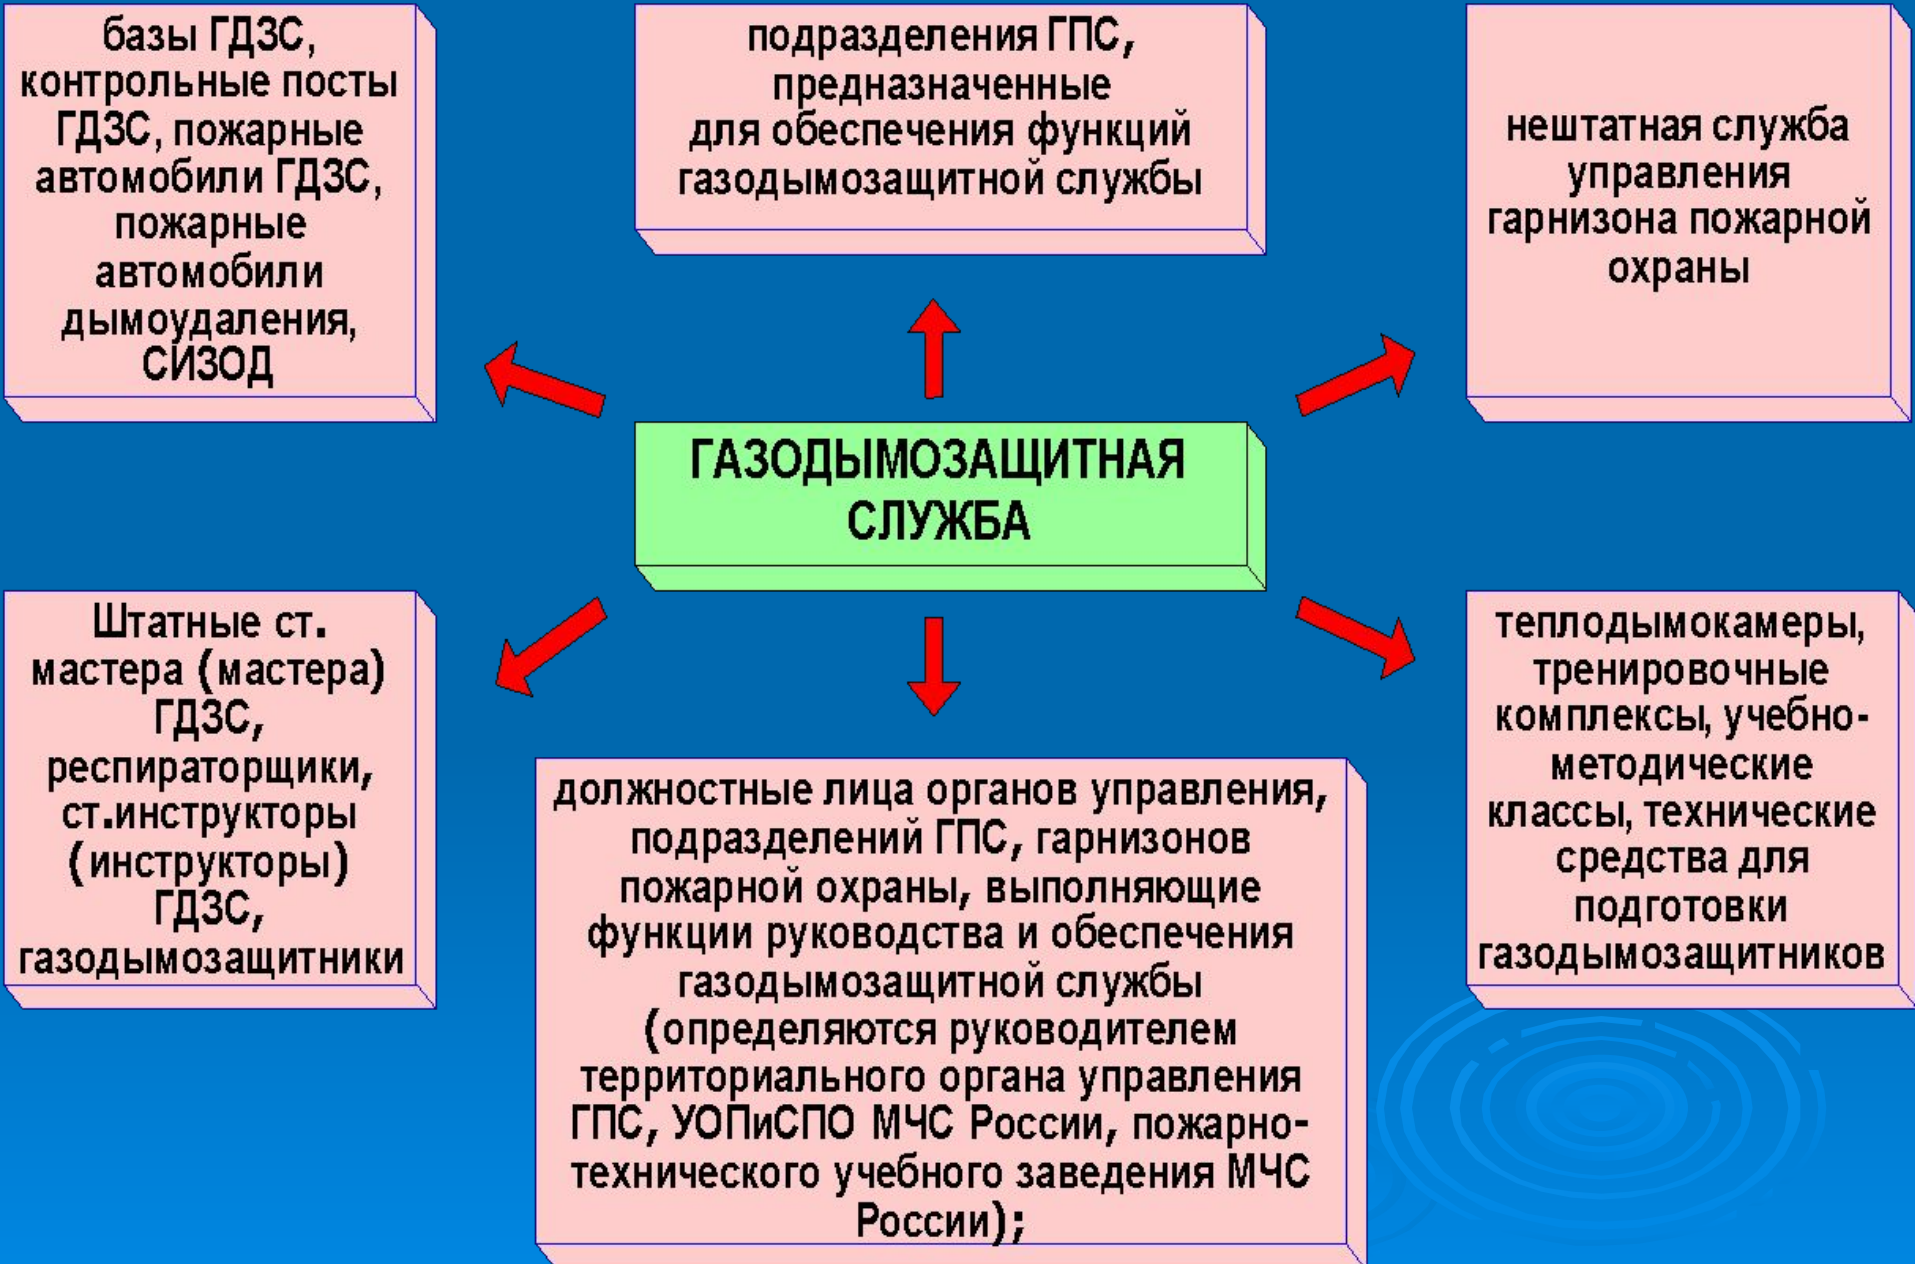 базы ГДЗС,
контрольные посты
ГДЗС, пожарные
автомобили ГДЗС,
пожарные
автомобили
дымоудаления,
СИЗОД
подразделения ГПС,
предназначенные
для обеспечения функций
газодымозащитной службы
нештатная служба
управления
гарнизона пожарной
охраны
ГАЗОДЫМОЗАЩИТНАЯ
СЛУЖБА
Штатные ст.
мастера (мастера)
ГДЗС,
респираторщики,
ст.инструкторы
(инструкторы)
ГДЗС,
газодымозащитники
должностные лица органов управления,
подразделений ГПС, гарнизонов
пожарной охраны, выполняющие
функции руководства и обеспечения
газодымозащитной службы
(определяются руководителем
территориального органа управления
ГПС, УОПиСПО МЧС России, пожарно-
технического учебного заведения МЧС
России);
теплодымокамеры,
тренировочные
комплексы, учебно-
методические
классы, технические
средства для
подготовки
газодымозащитников